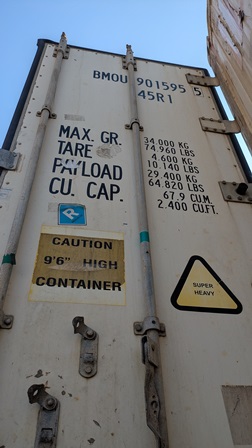 BMOU 901595 5
45R1
MAX. GR. 34.000 KG
74.960 LBS
TARE 4.600 KG
10.140 LBS
PAYLOAD 29.400 KG
64.820 LBS
CU. CAP. 67.9 CU.M.
2.400 CU.FT.
CAUTION
9'6" HIGH
CONTAINER
SUPER
HEAVY